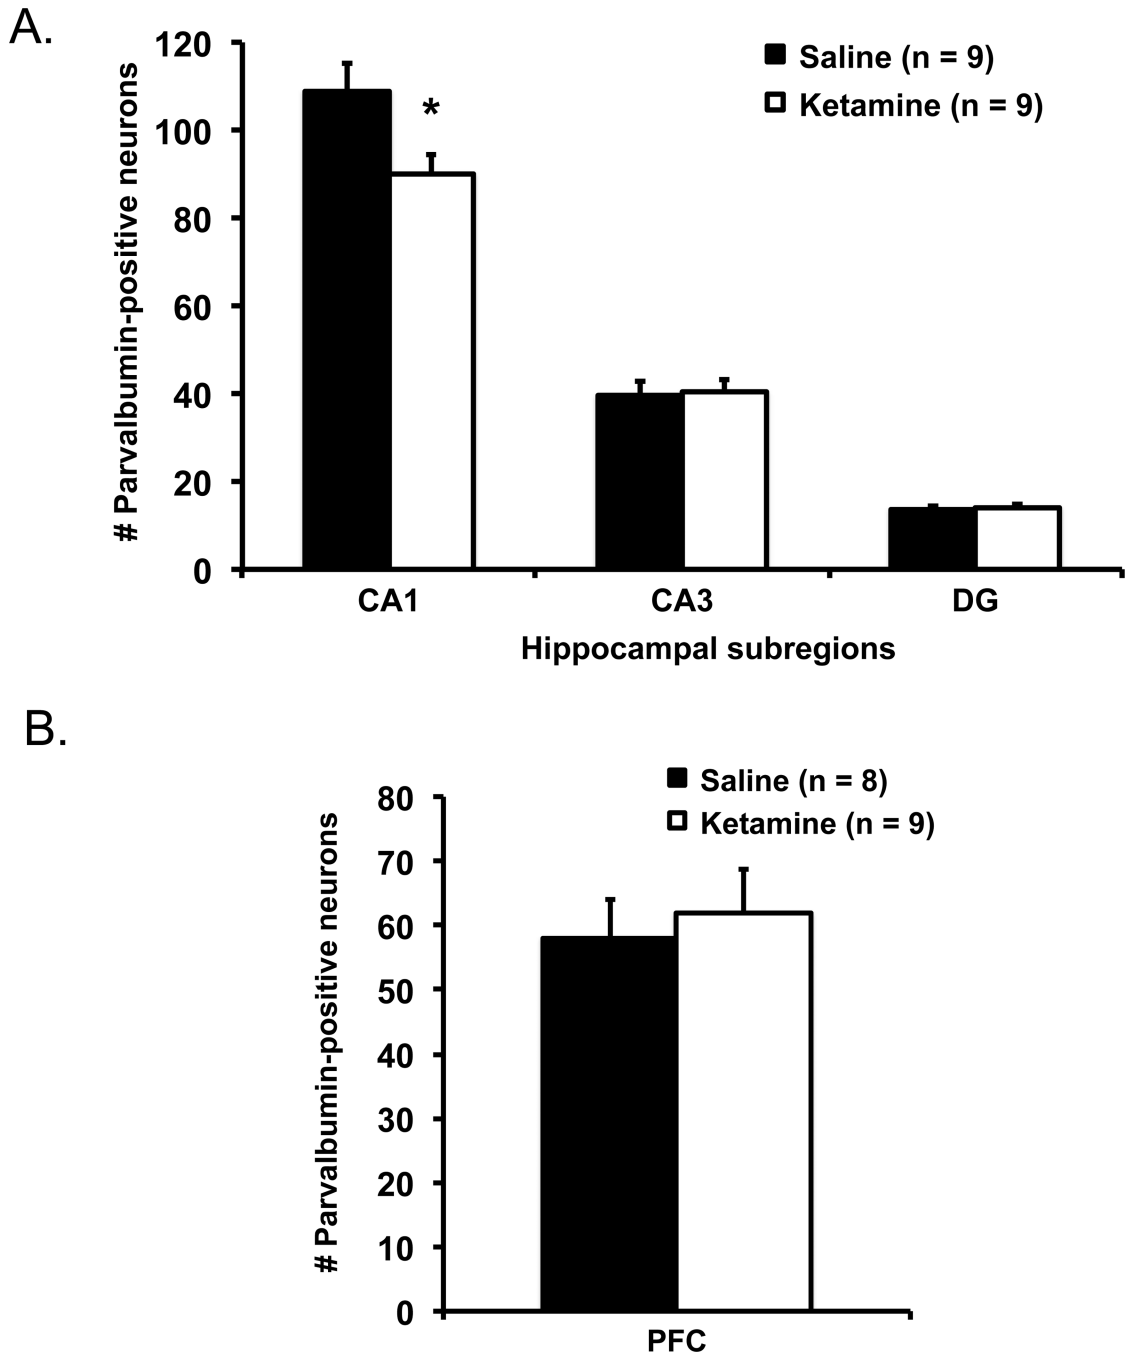 A.
# Parvalbumin-positive neurons
120
100
80
60
40
20
0
Saline (n = 9)
Ketamine (n = 9)
*
CA1 CA3 DG
Hippocampal subregions
B.
# Parvalbumin-positive neurons
80
70
60
50
40
30
20
10
0
Saline (n = 8)
Ketamine (n = 9)
PFC